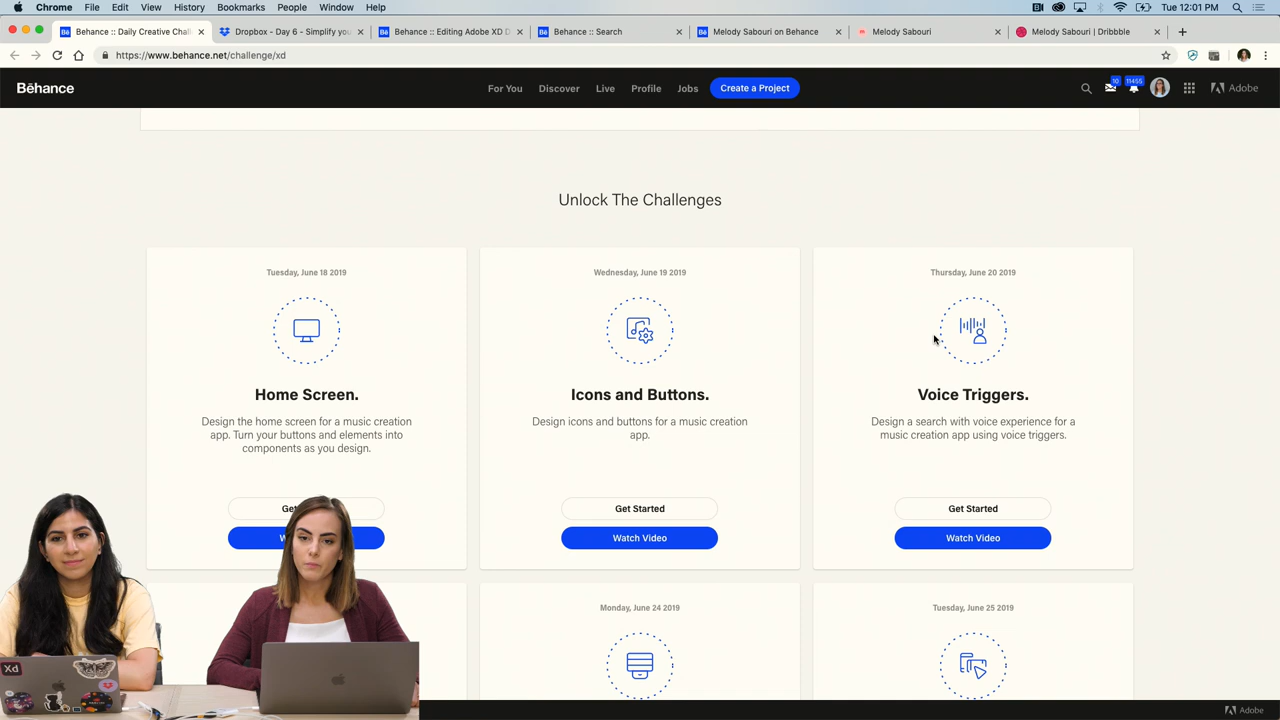 Chrome File Edit View History Bookmarks People Window Help
Tue 12:01 PM
Behance :: Daily Creative Chal
Dropbox - Day 6 - Simplify you
Behance :: Editing Adobe XD D
Behance :: Search
Melody Sabouri on Behance
Melody Sabouri
Melody Sabouri | Dribbble
https://www.behance.net/challenge/xd
Bēhance
For You Discover Live Profile Jobs Create a Project
10 11455
Adobe
Unlock The Challenges
Tuesday, June 18 2019
Home Screen.
Design the home screen for a music creation
app. Turn your buttons and elements into
components as you design.
Wednesday, June 19 2019
Icons and Buttons.
Design icons and buttons for a music creation
app.
Get Started
Watch Video
Thursday, June 20 2019
Voice Triggers.
Design a search with voice experience for a
music creation app using voice triggers.
Get Started
Watch Video
Monday, June 24 2019
Tuesday, June 25 2019
Xd
Adobe